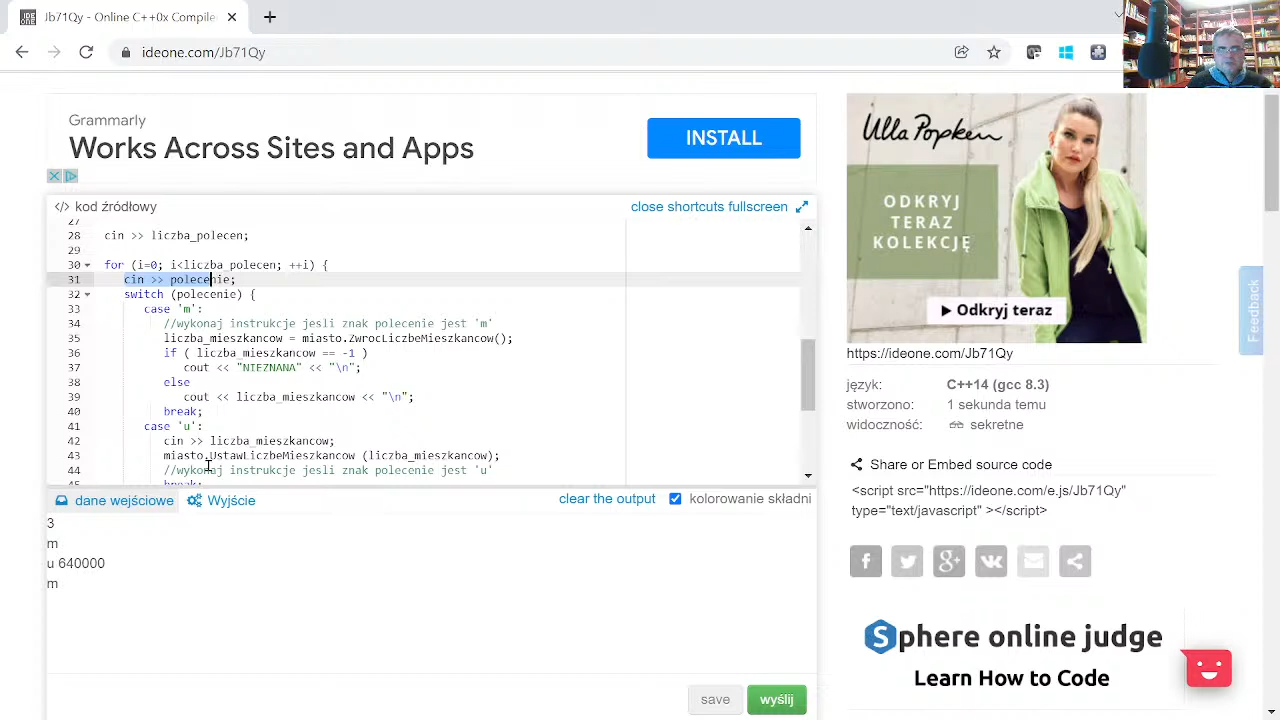 Jb71Qy - Online C++0x Compile
ideone.com/Jb71Qy
Grammarly
Works Across Sites and Apps
INSTALL
</> kod źródłowy
close shortcuts fullscreen
27
28 cin >> liczba_polecen;
29
30 for (i=0; i<liczba_polecen; ++i) {
31 cin >> polecenie;
32 switch (polecenie) {
33 case 'm':
34 //wykonaj instrukcje jesli znak polecenie jest 'm'
35 liczba_mieszkancow = miasto.ZwrocLiczbeMieszkancow();
36 if ( liczba_mieszkancow == -1 )
37 cout << "NIEZNANA" << "\n";
38 else
39 cout << liczba_mieszkancow << "\n";
40 break;
41 case 'u':
42 cin >> liczba_mieszkancow;
43 miasto.UstawLiczbeMieszkancow (liczba_mieszkancow);
44 //wykonaj instrukcje jesli znak polecenie jest 'u'
45 break;
dane wejściowe
Wyjście
clear the output
kolorowanie składni
3
m
u 640000
m
save
wyślij
Ulla Popken
ODKRYJ
TERAZ
KOLEKCJĘ
Odkryj teraz
https://ideone.com/Jb71Qy
język: C++14 (gcc 8.3)
stworzono: 1 sekunda temu
widoczność: sekretne
Share or Embed source code
<script src="https://ideone.com/e.js/Jb71Qy"
type="text/javascript" ></script>
Sphere online judge
Learn How to Code
Feedback